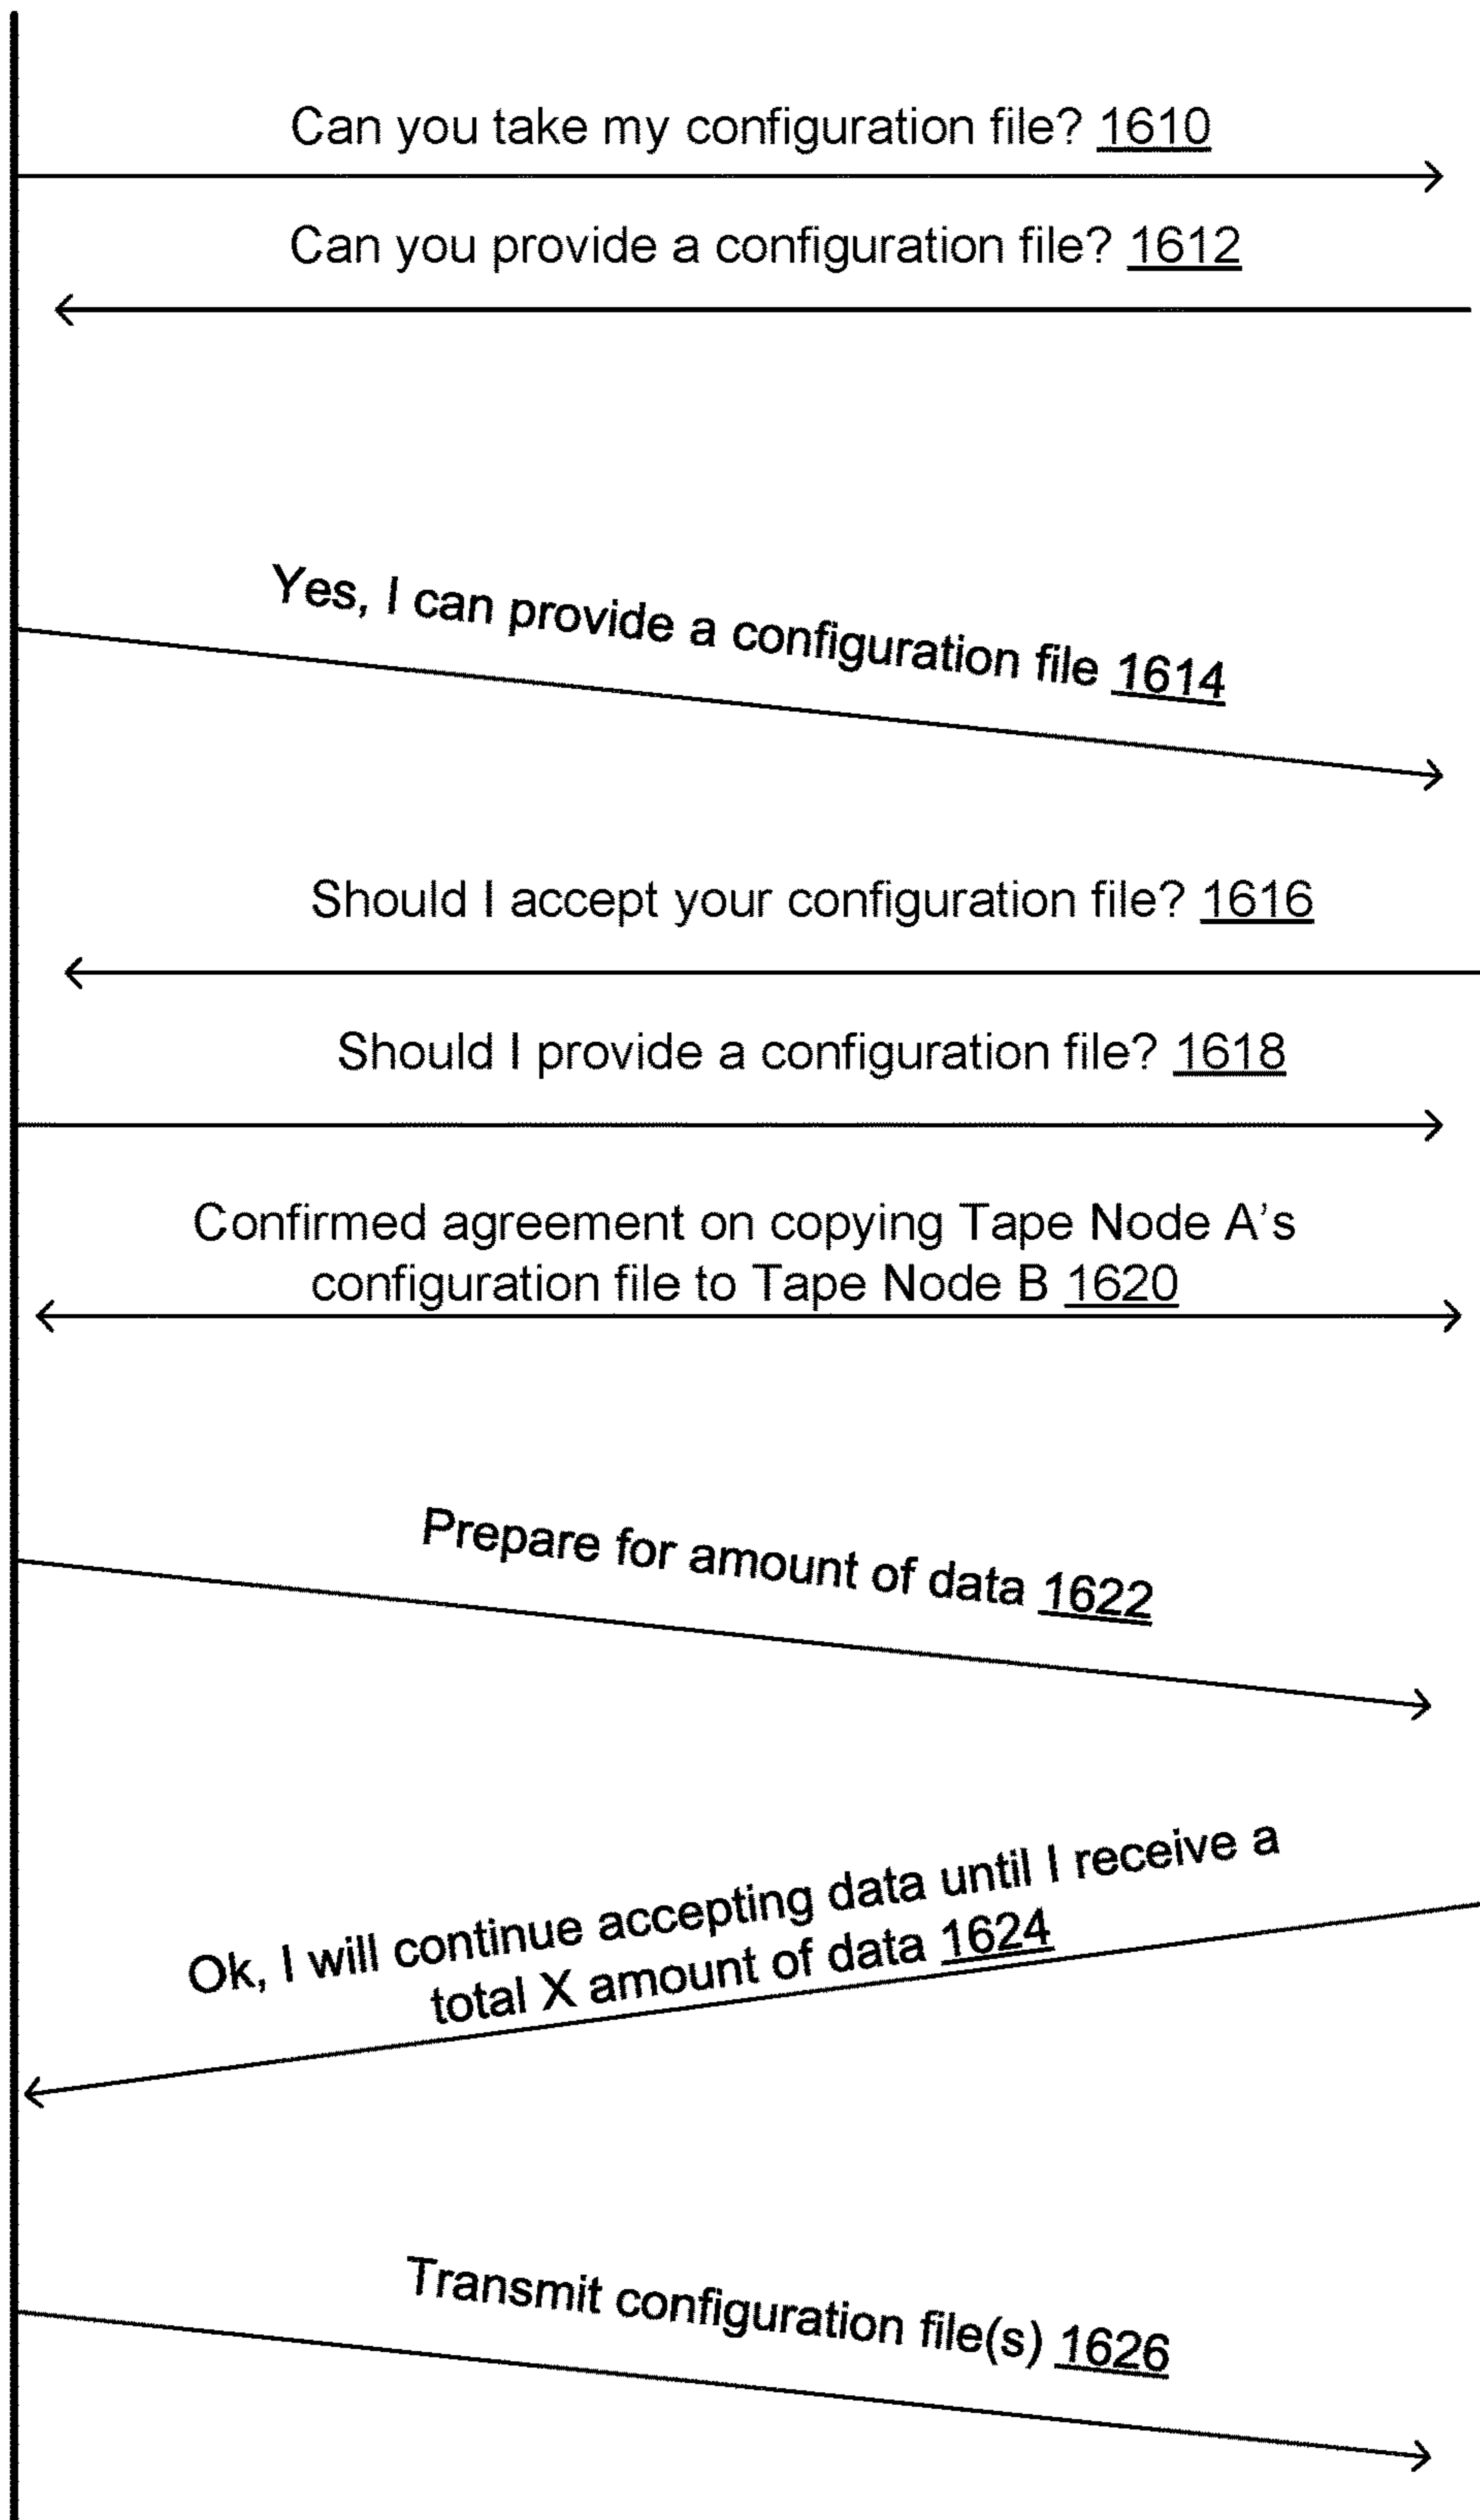 Can you take my configuration file? 1610
Can you provide a configuration file? 1612
Yes, I can provide a configuration file 1614
Should I accept your configuration file? 1616
Should I provide a configuration file? 1618
Confirmed agreement on copying Tape Node A's
configuration file to Tape Node B 1620
Prepare for amount of data 1622
Ok, I will continue accepting data until I receive a
total X amount of data 1624
Transmit configuration file(s) 1626